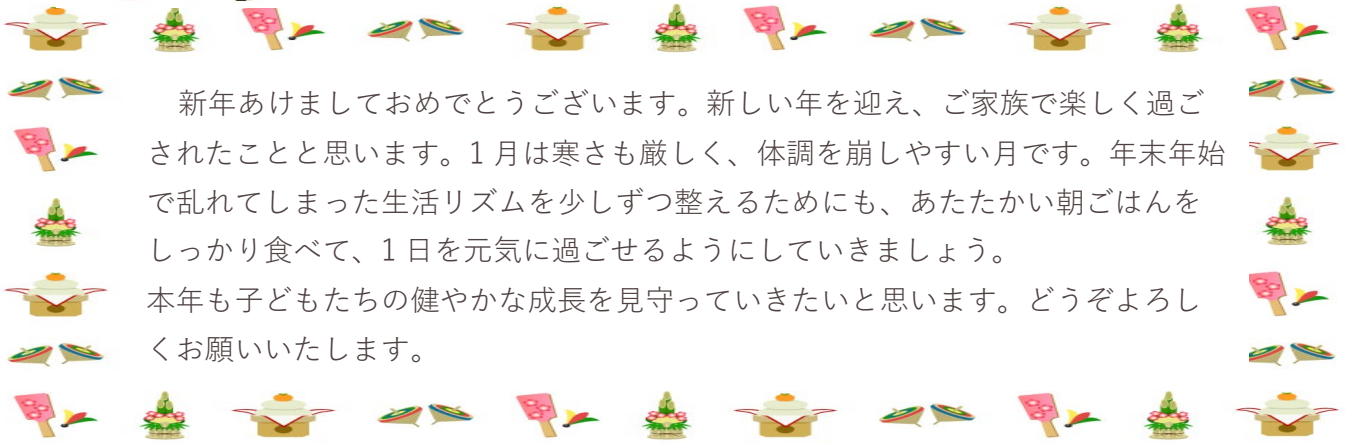 新年あけましておめでとうございます。新しい年を迎え、ご家族で楽しく過ご
されたことと思います。1月は寒さも厳しく、体調を崩しやすい月です。年末年始
で乱れてしまった生活リズムを少しずつ整えるためにも、あたたかい朝ごはんを
しっかり食べて、1日を元気に過ごせるようにしていきましょう。
本年も子どもたちの健やかな成長を見守っていきたいと思います。どうぞよろし
くお願いいたします。